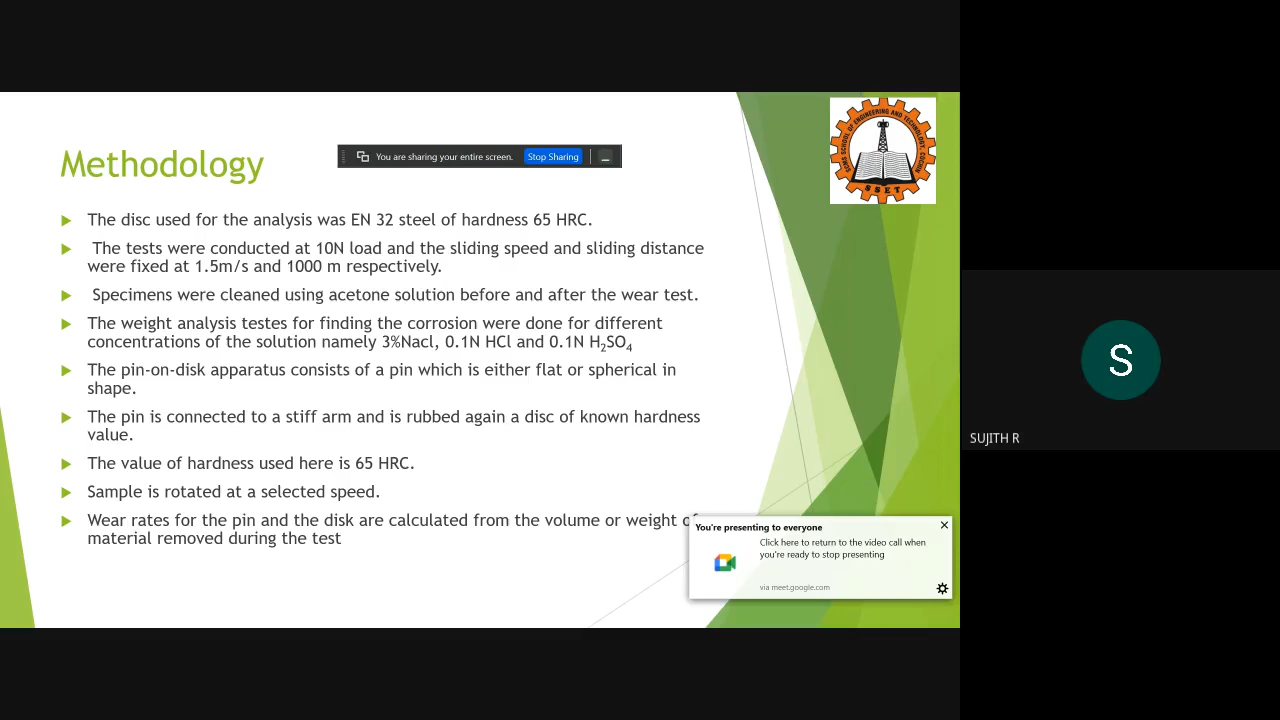 SCMS SCHOOL OF ENGINEERING AND TECHNOLOGY, COCHIN
SSET
Methodology
You are sharing your entire screen.
Stop Sharing
The disc used for the analysis was EN 32 steel of hardness 65 HRC.
The tests were conducted at 10N load and the sliding speed and sliding distance
were fixed at 1.5m/s and 1000 m respectively.
Specimens were cleaned using acetone solution before and after the wear test.
The weight analysis testes for finding the corrosion were done for different
concentrations of the solution namely 3%Nacl, 0.1N HCl and 0.1N H₂SO₄
The pin-on-disk apparatus consists of a pin which is either flat or spherical in
shape.
The pin is connected to a stiff arm and is rubbed again a disc of known hardness
value.
The value of hardness used here is 65 HRC.
Sample is rotated at a selected speed.
Wear rates for the pin and the disk are calculated from the volume or weight of
material removed during the test
You're presenting to everyone
Click here to return to the video call when
you're ready to stop presenting
via meet.google.com
S
SUJITH R